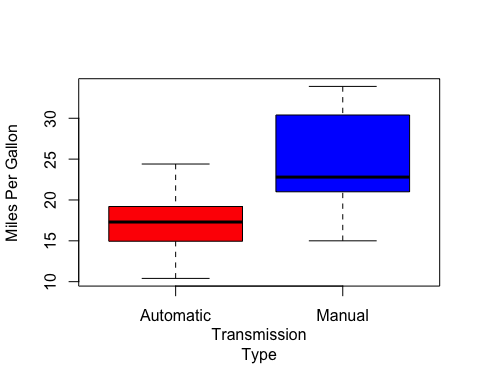 Miles Per Gallon
30
25
20
15
10
Automatic Manual
Transmission
Type